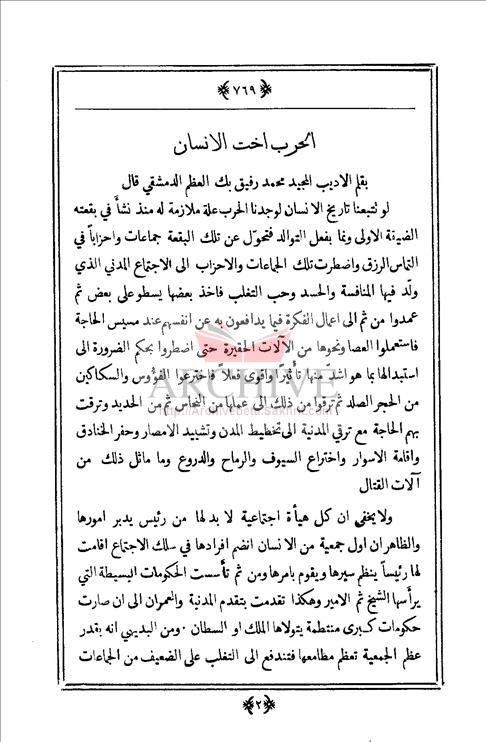 ﴿٧٦٩﴾
الحرب اخت الانسان
بقلم الاديب المجيد محمد رفيق بك العظم الدمشقي قال
لو تتبعنا تاريخ الانسان لوجدنا الحرب علة ملازمة له منذ نشأ في بقعته
الضيقة الاولى ونما بفعل التوالد فتحول عن تلك البقعة جماعات واحزاباً في
التماس الرزق واضطرت تلك الجماعات والاحزاب الى الاجتماع المدني الذي
ولّد فيها المنافسة والحسد وحب التغلب فاخذ بعضها يسطو على بعض ثم
عمدوا من ثم الى اعمال الفكرة فيما يدافعون به عن انفسهم عند مسيس الحاجة
فاستعملوا العصا ونحوها من الآلات الحقيرة حتى اضطروا بحكم الضرورة الى
استبدالها بما هو اشد منها تأثيرًا واقوى فعلاً فاخترعوا الفؤوس والسكاكين
ARCHIVE
من الحجر الصلد ثم ترقوا من ذلك الى عملها من النحاس ثم من الحديد وترقت
http://Archivebeta.Sakhrit.com
بهم الحاجة مع ترقي المدنية الى تخطيط المدن وتشييد الامصار وحفر الخنادق
واقامة الاسوار واختراع السيوف والرماح والدروع وما ماثل ذلك من
آلات القتال
ولا يخفى ان كل هيأة اجتماعية لا بد لها من رئيس يدبر امورها
والظاهر ان اول جمعية من الانسان انضم افرادها في سلك الاجتماع اقامت
لها رئيساً ينظم سيرها ويقوم بامرها ومن ثم تأسست الحكومات البسيطة التي
يرأسها الشيخ ثم الامير وهكذا تقدمت بتقدم المدنية والعمران الى ان صارت
حكومات كبرى منتظمة يتولاها الملك او السطان . ومن البديهي انه بقدر
عظم الجمعية تعظم مطامعها فتندفع الى التغلب على الضعيف من الجماعات
﴿٢﴾